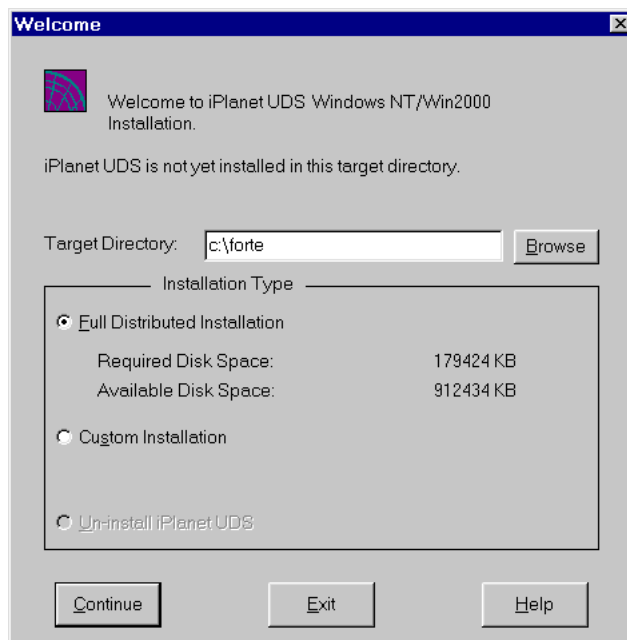 Welcome
Welcome to iPlanet UDS Windows NT/Win2000
Installation.
iPlanet UDS is not yet installed in this target directory.
Target Directory: c:\forte Browse
Installation Type
Full Distributed Installation
Required Disk Space: 179424 KB
Available Disk Space: 912434 KB
Custom Installation
Un-install iPlanet UDS
Continue Exit Help